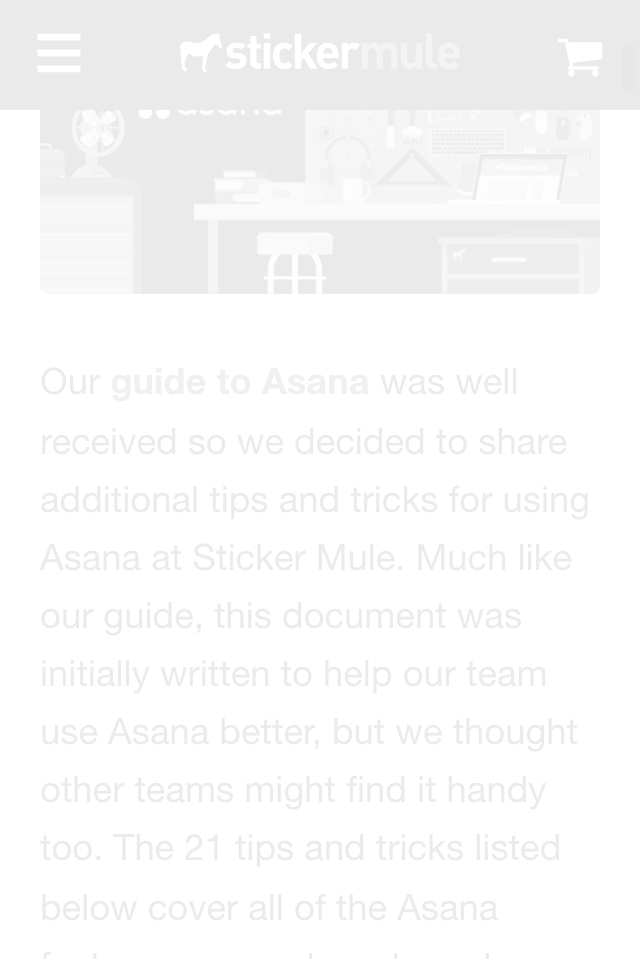 stickermule
asana
Our guide to Asana was well
received so we decided to share
additional tips and tricks for using
Asana at Sticker Mule. Much like
our guide, this document was
initially written to help our team
use Asana better, but we thought
other teams might find it handy
too. The 21 tips and tricks listed
below cover all of the Asana